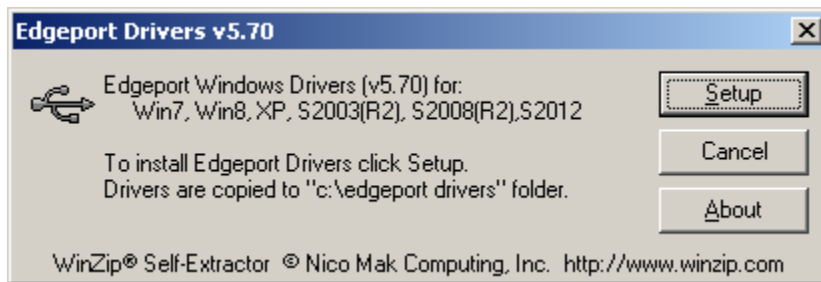 Edgeport Drivers v5.70
Edgeport Windows Drivers (v5.70) for:
Win7, Win8, XP, S2003(R2), S2008(R2),S2012
To install Edgeport Drivers click Setup.
Drivers are copied to "c:\edgeport drivers" folder.
Setup
Cancel
About
WinZip® Self-Extractor © Nico Mak Computing, Inc. http://www.winzip.com